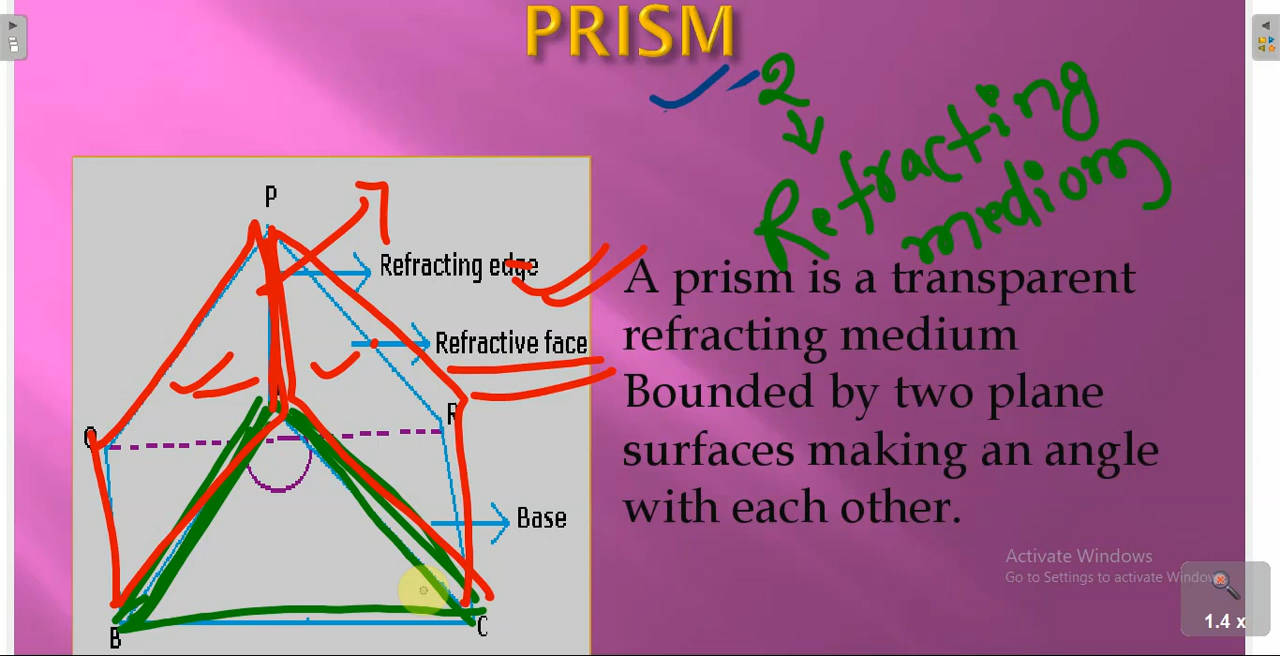 PRISM
2
Refracting
mediom
P
Refracting edge
Refractive face
Q
R
Base
B
C
A prism is a transparent
refracting medium
Bounded by two plane
surfaces making an angle
with each other.
Activate Windows
Go to Settings to activate Windows
1.4 x